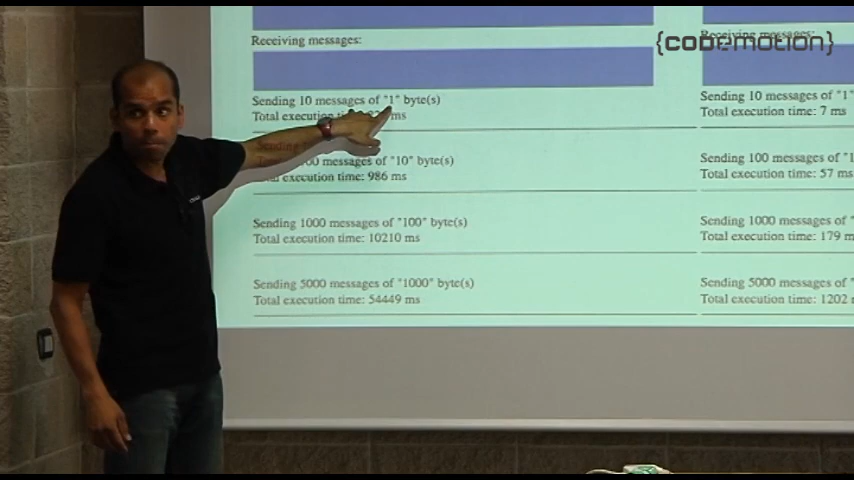 {CODEMOTION}
Receiving messages:
Sending 10 messages of "1" byte(s)
Total execution ms
messages of "10" byte(s)
execution time: 986 ms
Sending 1000 messages of "100" byte(s)
Total execution time: 10210 ms
Sending 5000 messages of "1000" byte(s)
Total execution time: 54449 ms
messages:
Sending 10 messages of "1"
Total execution time: 7 ms
Sending 100 messages of
Total execution time: 57 ms
Sending 1000 messages of
Total execution time: 179
Sending 5000 messages of
Total execution time: 1202